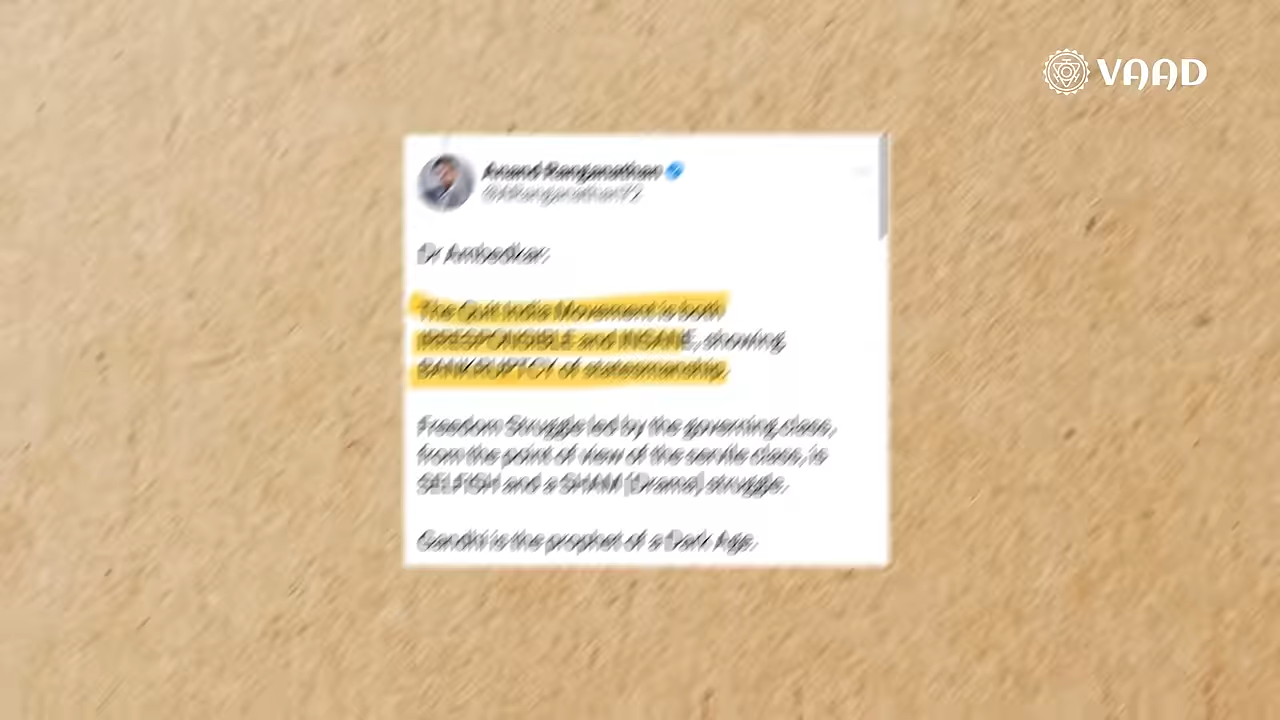 VAAD
Anand Ranganathan
@ARanganathan72
Dr Ambedkar:
The Quit India Movement is both
IRRESPONSIBLE and INSANE, showing
BANKRUPTCY of statesmanship.
Freedom Struggle led by the governing class,
from the point of view of the servile class, is
SELFISH and a SHAM (Drama) struggle.
Gandhi is the prophet of a Dark Age.